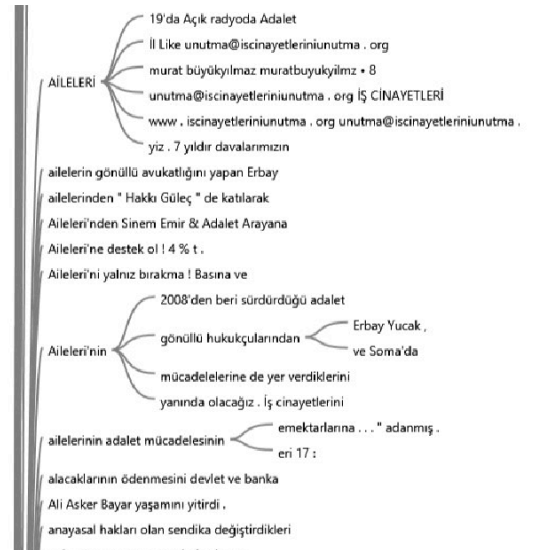 19'da Açık radyoda Adalet
İl Like unutma@iscinayetleriniunutma . org
AİLELERİ
murat büyükyılmaz muratbuyukyilmz • 8
unutma@iscinayetleriniunutma . org İŞ CİNAYETLERİ
www . iscinayetleriniunutma . org unutma@iscinayetleriniunutma .
yiz . 7 yıldır davalarımızın
ailelerin gönüllü avukatlığını yapan Erbay
ailelerinden " Hakkı Güleç " de katılarak
Aileleri'nden Sinem Emir & Adalet Arayana
Aileleri'ne destek ol ! 4 % t .
Aileleri'ni yalnız bırakma ! Basına ve
Aileleri'nin
2008'den beri sürdürdüğü adalet
gönüllü hukukçularından
Erbay Yucak ,
ve Soma'da
mücadelelerine de yer verdiklerini
yanında olacağız . İş cinayetlerini
ailelerinin adalet mücadelesinin
emektarlarına . . . " adanmış .
eri 17 :
alacaklarının ödenmesini devlet ve banka
Ali Asker Bayar yaşamını yitirdi .
anayasal hakları olan sendika değiştirdikleri